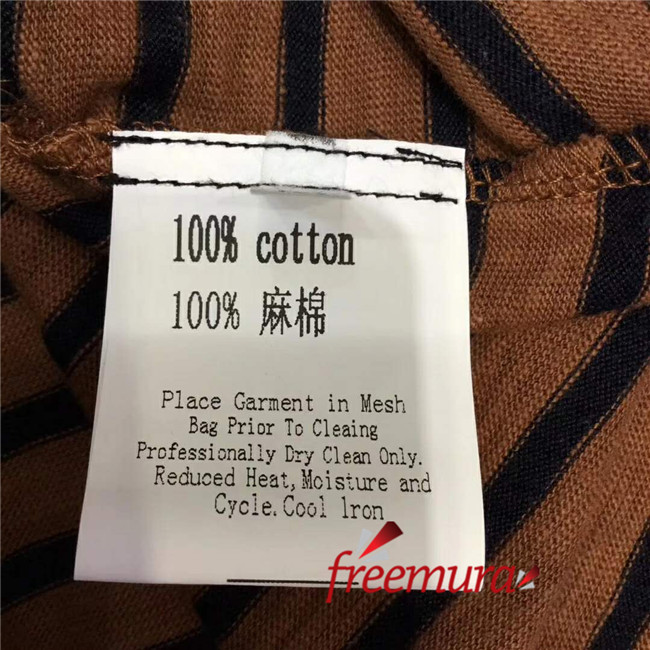 100% cotton
100% 麻棉
Place Garment in Mesh
Bag Prior To Cleaing
Professionally Dry Clean Only.
Reduced Heat, Moisture and
Cycle. Cool lron
freemura